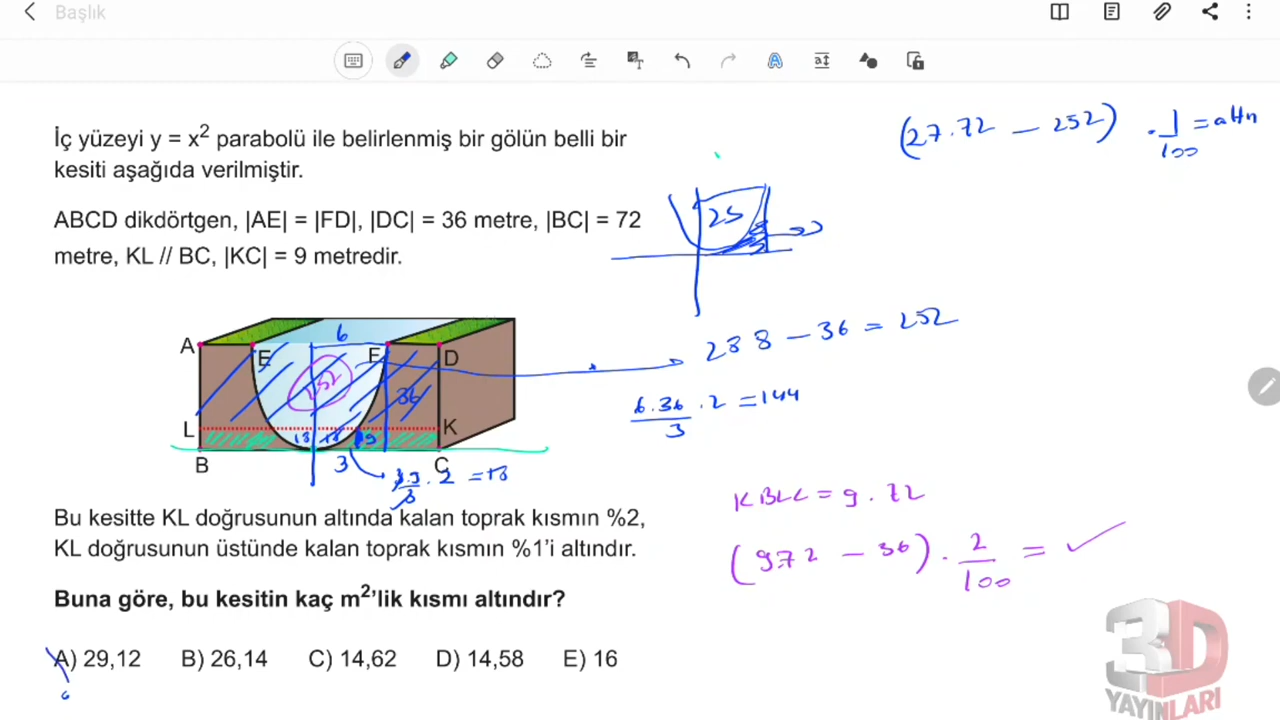 Başlık
İç yüzeyi y = x² parabolü ile belirlenmiş bir gölün belli bir
kesiti aşağıda verilmiştir.
ABCD dikdörtgen, |AE| = |FD|, |DC| = 36 metre, |BC| = 72
metre, KL // BC, |KC| = 9 metredir.
(27.72 - 252) . 1/100 = altın
25
288 - 36 = 252
6.36/3 . 2 = 144
6
A E F D
252
36
L 18 18 9 K
B 3 C
3.9/3 . 2 = 18
KBLC = 9.72
(9.72 - 36) . 2/100 = ✓
Bu kesitte KL doğrusunun altında kalan toprak kısmın %2,
KL doğrusunun üstünde kalan toprak kısmın %1'i altındır.
Buna göre, bu kesitin kaç m²'lik kısmı altındır?
A) 29,12 B) 26,14 C) 14,62 D) 14,58 E) 16
3D
YAYINLARI